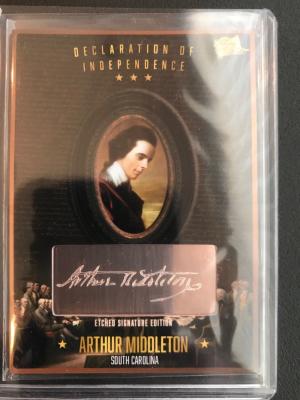 DECLARATION OF
INDEPENDENCE
Arthur Middleton
ETCHED SIGNATURE EDITION
ARTHUR MIDDLETON
SOUTH CAROLINA